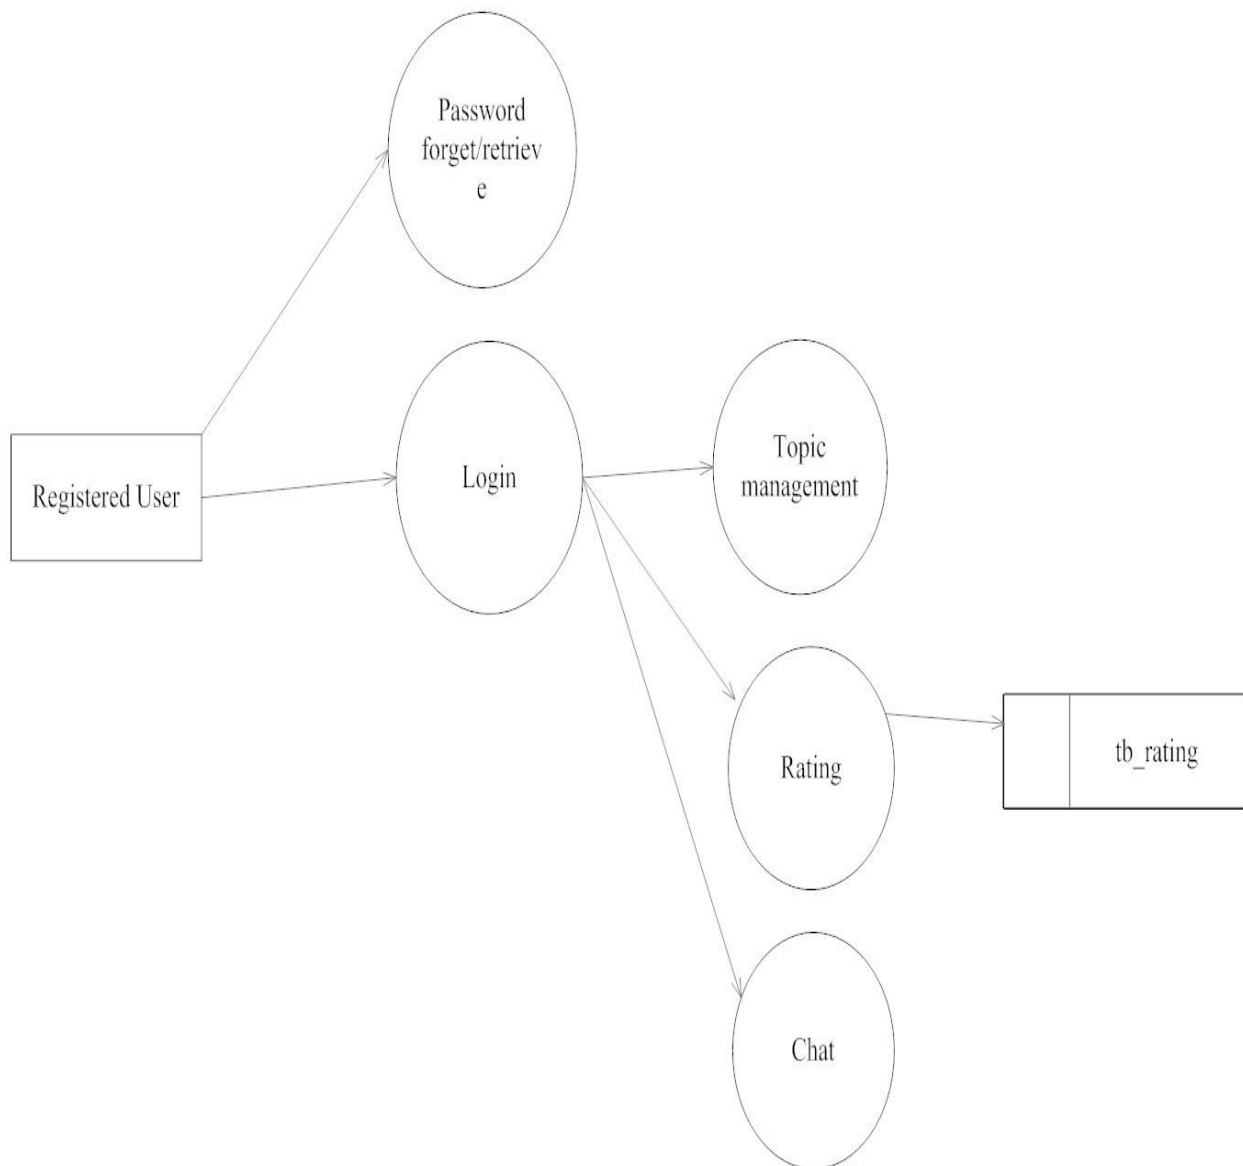 Password
forget/retriev
e
Registered User
Login
Topic
management
Rating
tb_rating
Chat